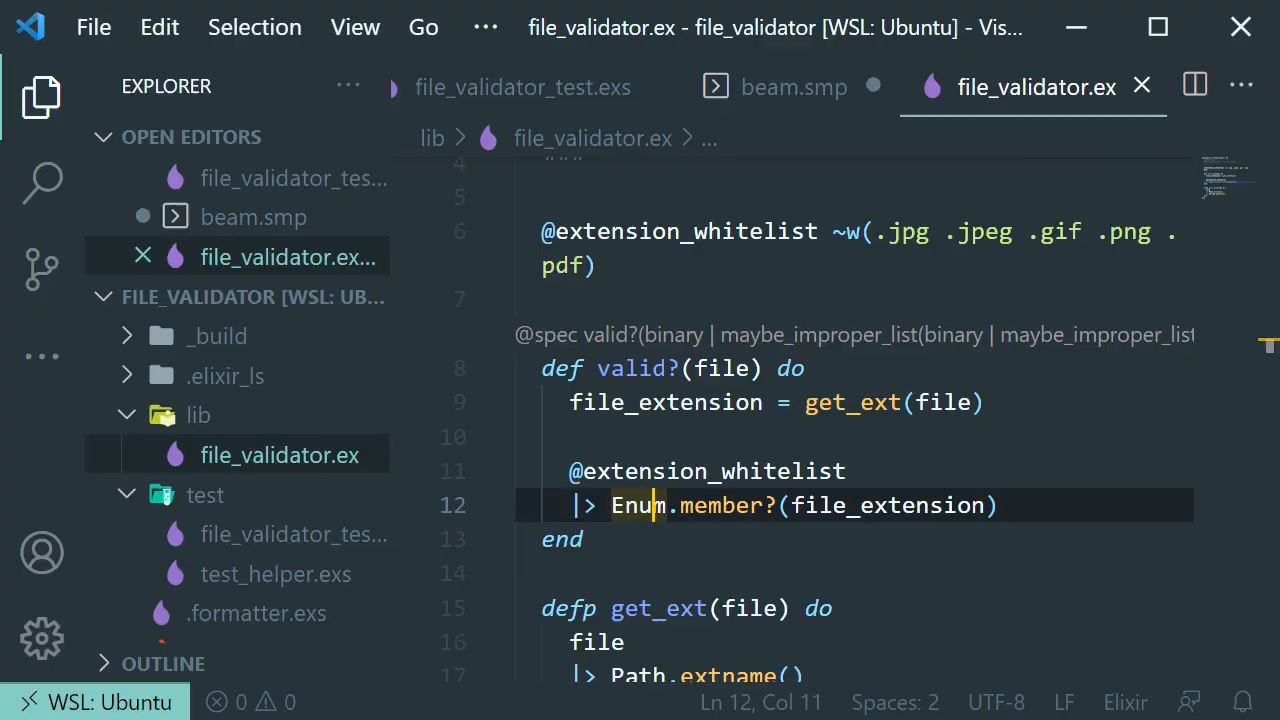 File Edit Selection View Go ··· file_validator.ex - file_validator [WSL: Ubuntu] - Vis...
EXPLORER ···
file_validator_test.exs beam.smp file_validator.ex ···
OPEN EDITORS
lib > file_validator.ex > ...
file_validator_tes...
beam.smp
file_validator.ex...
FILE_VALIDATOR [WSL: UB...
_build
.elixir_ls
lib
file_validator.ex
test
file_validator_tes...
test_helper.exs
.formatter.exs
OUTLINE
4
5
6 @extension_whitelist ~w(.jpg .jpeg .gif .png .
pdf)
7
@spec valid?(binary | maybe_improper_list(binary | maybe_improper_list
8 def valid?(file) do
9 file_extension = get_ext(file)
10
11 @extension_whitelist
12 |> Enum.member?(file_extension)
13 end
14
15 defp get_ext(file) do
16 file
17 |> Path.extname()
WSL: Ubuntu 0 0 Ln 12, Col 11 Spaces: 2 UTF-8 LF Elixir